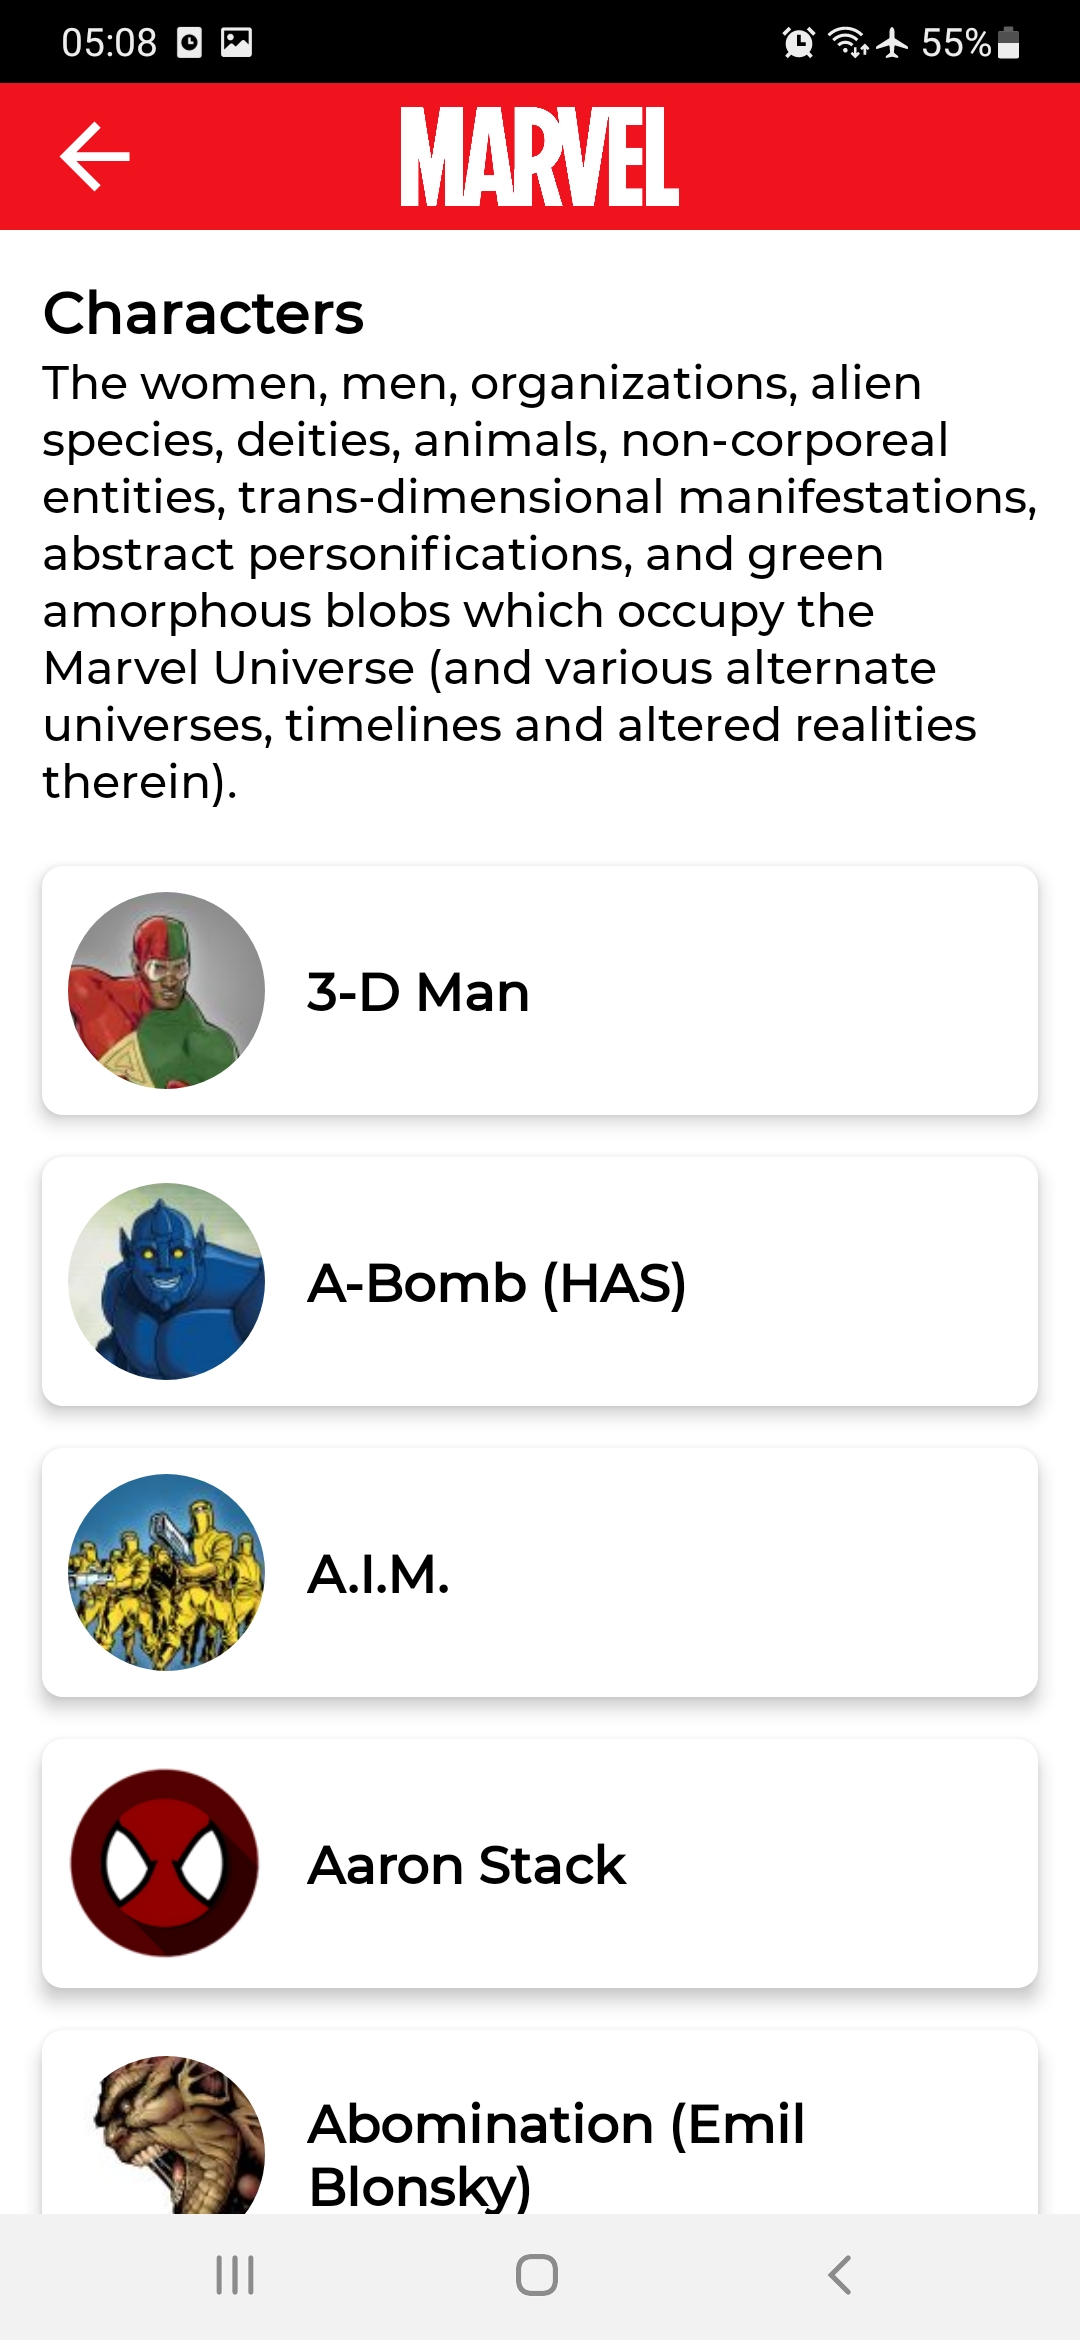 05:08
55%
MARVEL
Characters
The women, men, organizations, alien
species, deities, animals, non-corporeal
entities, trans-dimensional manifestations,
abstract personifications, and green
amorphous blobs which occupy the
Marvel Universe (and various alternate
universes, timelines and altered realities
therein).
3-D Man
A-Bomb (HAS)
A.I.M.
Aaron Stack
Abomination (Emil
Blonsky)